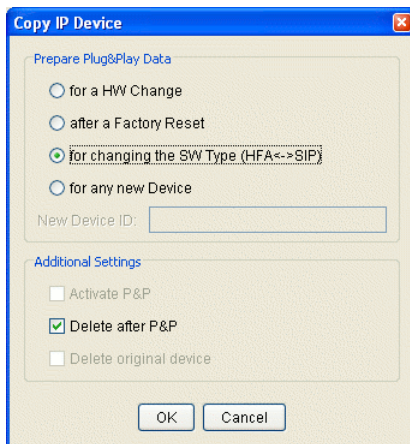 Copy IP Device
Prepare Plug&Play Data
for a HW Change
after a Factory Reset
for changing the SW Type (HFA<->SIP)
for any new Device
New Device ID:
Additional Settings
Activate P&P
Delete after P&P
Delete original device
OK Cancel